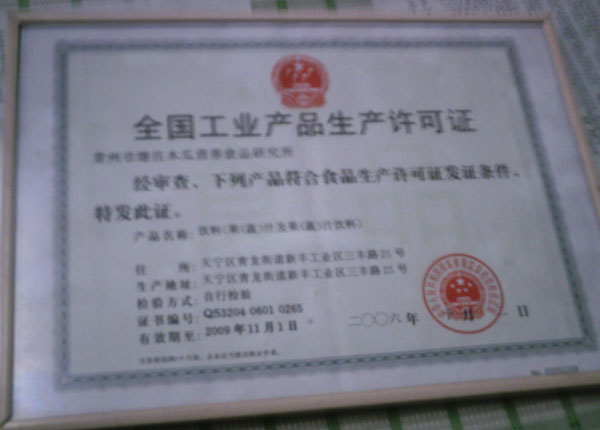 全国工业产品生产许可证
经审查、下列产品符合食品生产许可证发证条件、
特发此证。
产品名称: 饮料(果(蔬)汁及果(蔬)汁饮料)
住 所: 天宁区青龙街道新丰工业区三丰路25号
生产地址: 天宁区青龙街道新丰工业区三丰路25号
检验方式: 自行检验
证书编号: QS3204 0601 0265
有效期至: 2009年11月1日
二〇〇六年 月 日